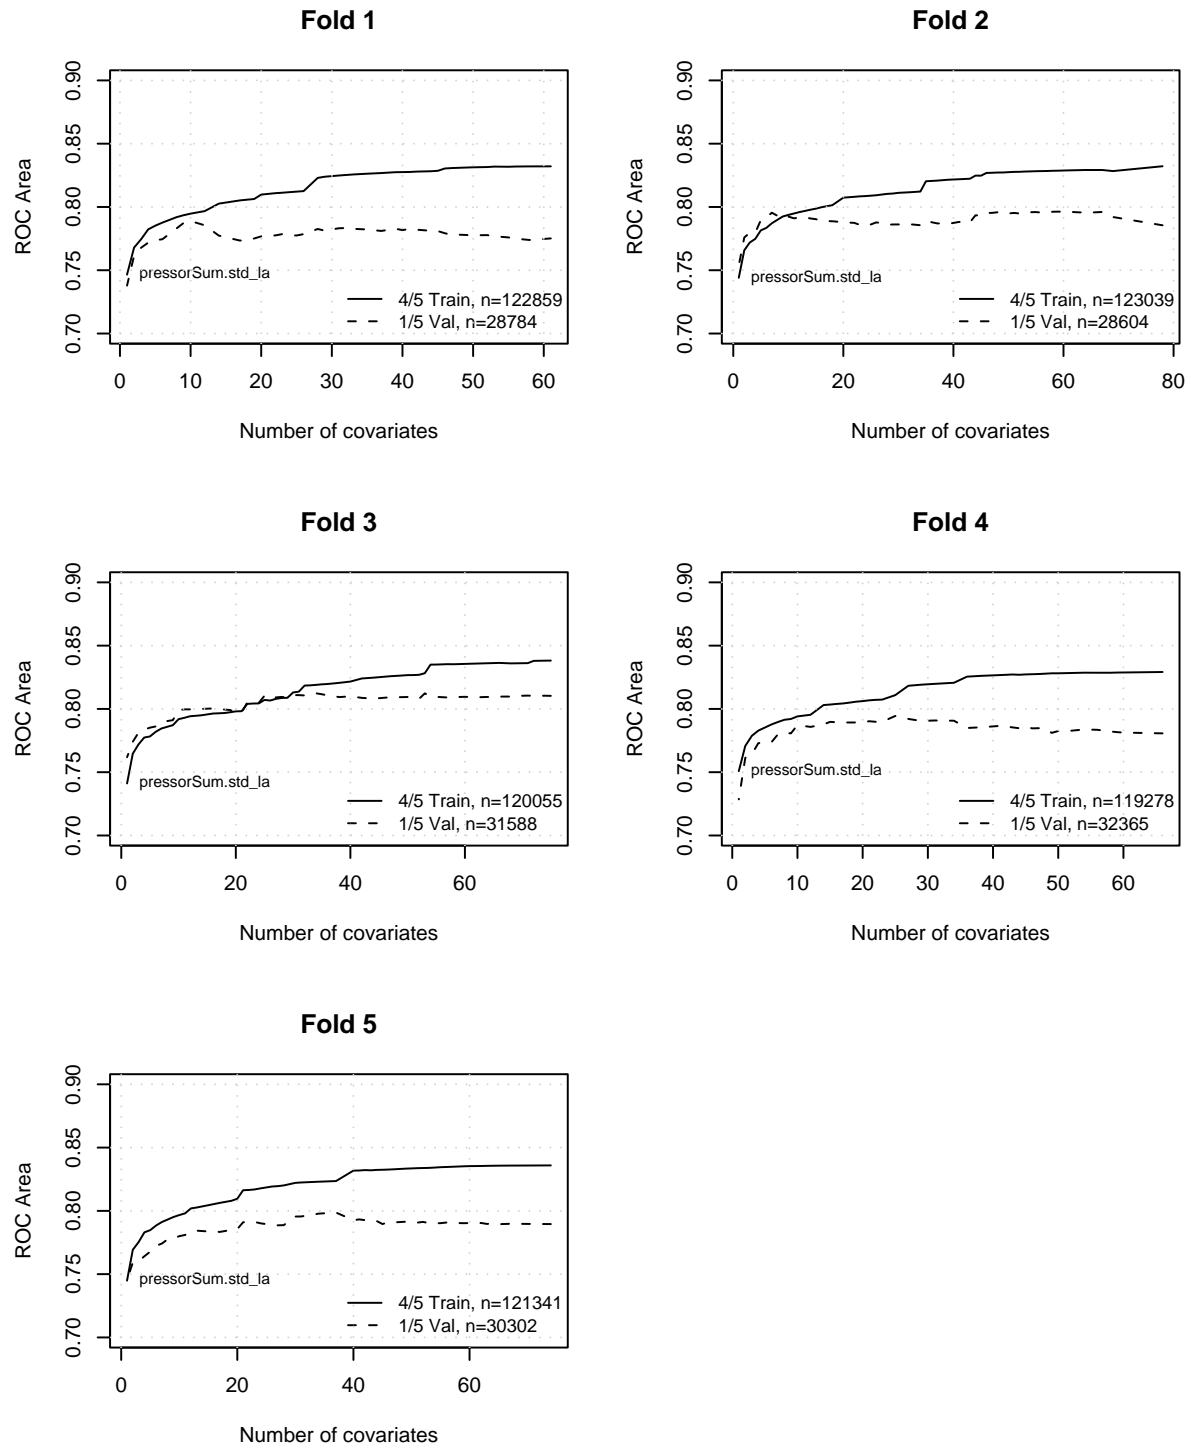 Fold 1
0.90
0.85
0.80
0.75
0.70
ROC Area
pressorSum.std_la
4/5 Train, n=122859
1/5 Val, n=28784
0 10 20 30 40 50 60
Number of covariates
Fold 2
0.90
0.85
0.80
0.75
0.70
ROC Area
pressorSum.std_la
4/5 Train, n=123039
1/5 Val, n=28604
0 20 40 60 80
Number of covariates
Fold 3
0.90
0.85
0.80
0.75
0.70
ROC Area
pressorSum.std_la
4/5 Train, n=120055
1/5 Val, n=31588
0 20 40 60
Number of covariates
Fold 4
0.90
0.85
0.80
0.75
0.70
ROC Area
pressorSum.std_la
4/5 Train, n=119278
1/5 Val, n=32365
0 10 20 30 40 50 60
Number of covariates
Fold 5
0.90
0.85
0.80
0.75
0.70
ROC Area
pressorSum.std_la
4/5 Train, n=121341
1/5 Val, n=30302
0 20 40 60
Number of covariates